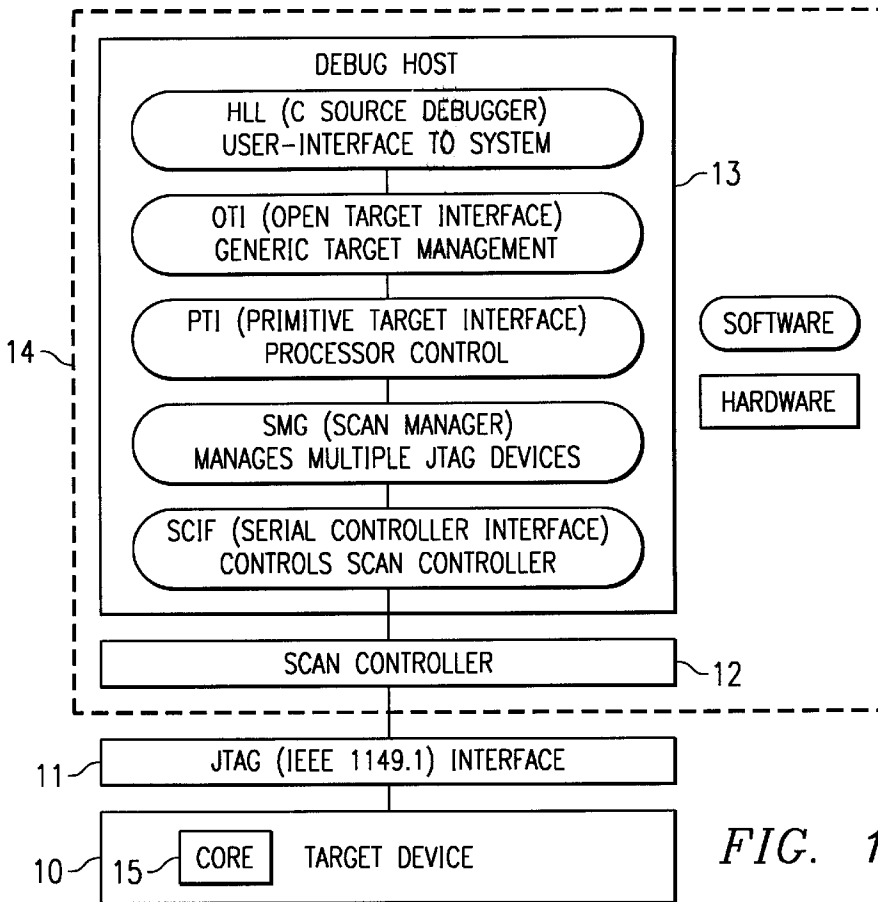 DEBUG HOST
HLL (C SOURCE DEBUGGER)
USER-INTERFACE TO SYSTEM
13
OTI (OPEN TARGET INTERFACE)
GENERIC TARGET MANAGEMENT
PTI (PRIMITIVE TARGET INTERFACE)
PROCESSOR CONTROL
SOFTWARE
14
HARDWARE
SMG (SCAN MANAGER)
MANAGES MULTIPLE JTAG DEVICES
SCIF (SERIAL CONTROLLER INTERFACE)
CONTROLS SCAN CONTROLLER
SCAN CONTROLLER
12
JTAG (IEEE 1149.1) INTERFACE
11
10
15
CORE
TARGET DEVICE
FIG. 1